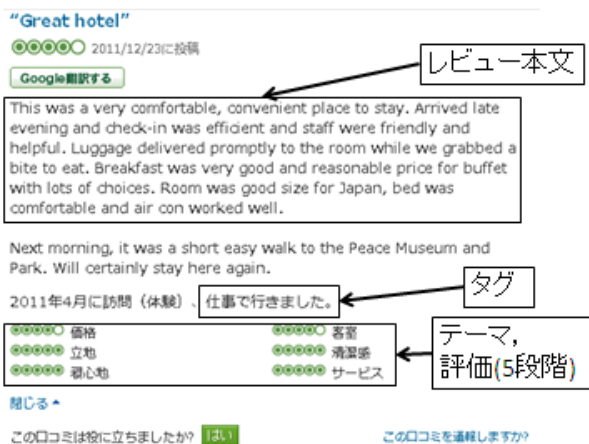 “Great hotel”
2011/12/23に投稿
レビュー本文
Google翻訳する
This was a very comfortable, convenient place to stay. Arrived late
evening and check-in was efficient and staff were friendly and
helpful. Luggage delivered promptly to the room while we grabbed a
bite to eat. Breakfast was very good and reasonable price for buffet
with lots of choices. Room was good size for Japan, bed was
comfortable and air con worked well.
Next morning, it was a short easy walk to the Peace Museum and
Park. Will certainly stay here again.
タグ
2011年4月に訪問（体験）、仕事で行きました。
価格 客室
立地 清潔感
寝心地 サービス
テーマ,
評価(5段階)
閉じる
この口コミは役に立ちましたか? はい
この口コミを通報しますか?